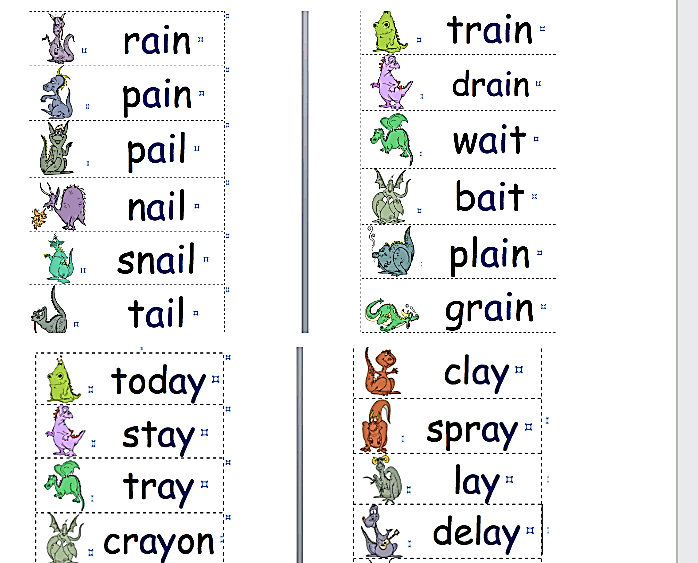 rain
pain
pail
nail
snail
tail
train
drain
wait
bait
plain
grain
today
stay
tray
crayon
clay
spray
lay
delay